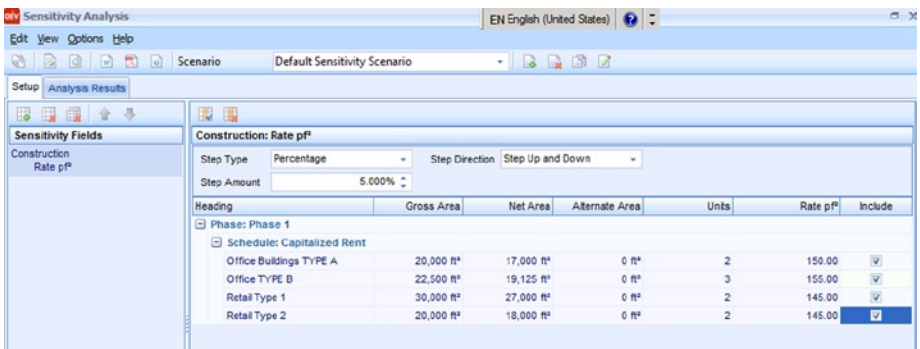 DEV Sensitivity Analysis
EN English (United States)
Edit View Options Help
Scenario Default Sensitivity Scenario
Setup Analysis Results
Sensitivity Fields
Construction: Rate pf²
Construction
Rate pf²
Step Type Percentage Step Direction Step Up and Down
Step Amount 5.000%
Heading Gross Area Net Area Alternate Area Units Rate pf² Include
Phase: Phase 1
Schedule: Capitalized Rent
Office Buildings TYPE A 20,000 ft² 17,000 ft² 0 ft² 2 150.00
Office TYPE B 22,500 ft² 19,125 ft² 0 ft² 3 155.00
Retail Type 1 30,000 ft² 27,000 ft² 0 ft² 2 145.00
Retail Type 2 20,000 ft² 18,000 ft² 0 ft² 2 145.00